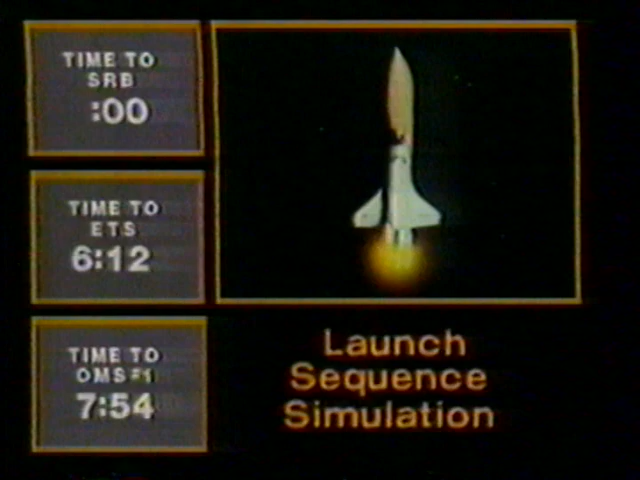 TIME TO
SRB
:00
TIME TO
ETS
6:12
TIME TO
OMS#1
7:54
Launch
Sequence
Simulation